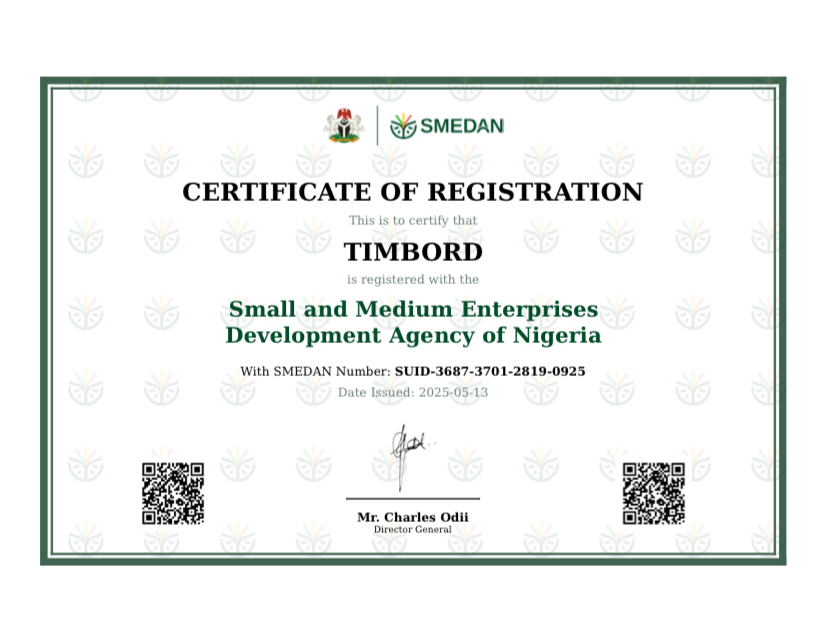 SMEDAN
CERTIFICATE OF REGISTRATION
This is to certify that
TIMBORD
is registered with the
Small and Medium Enterprises
Development Agency of Nigeria
With SMEDAN Number: SUID-3687-3701-2819-0925
Date Issued: 2025-05-13
Mr. Charles Odii
Director General